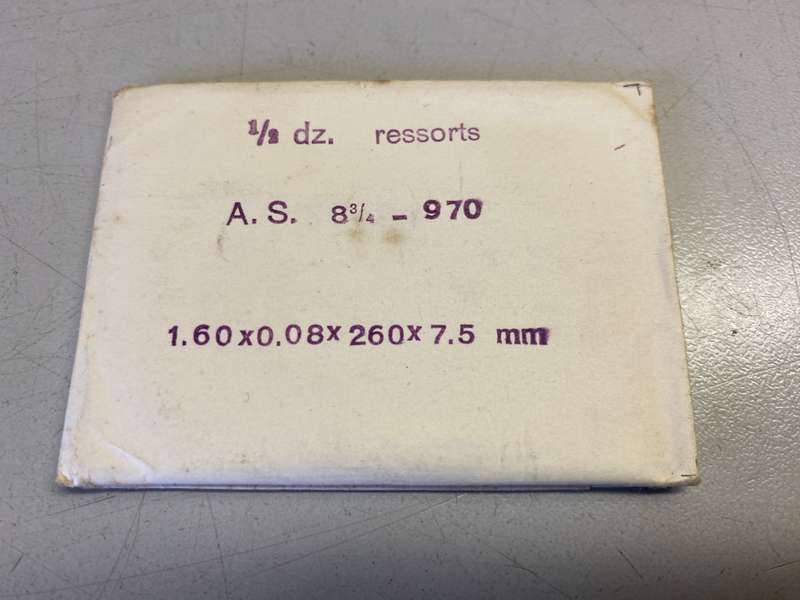 ½ dz. ressorts
A. S. 8¾ - 970
1.60x0.08x260x7.5 mm